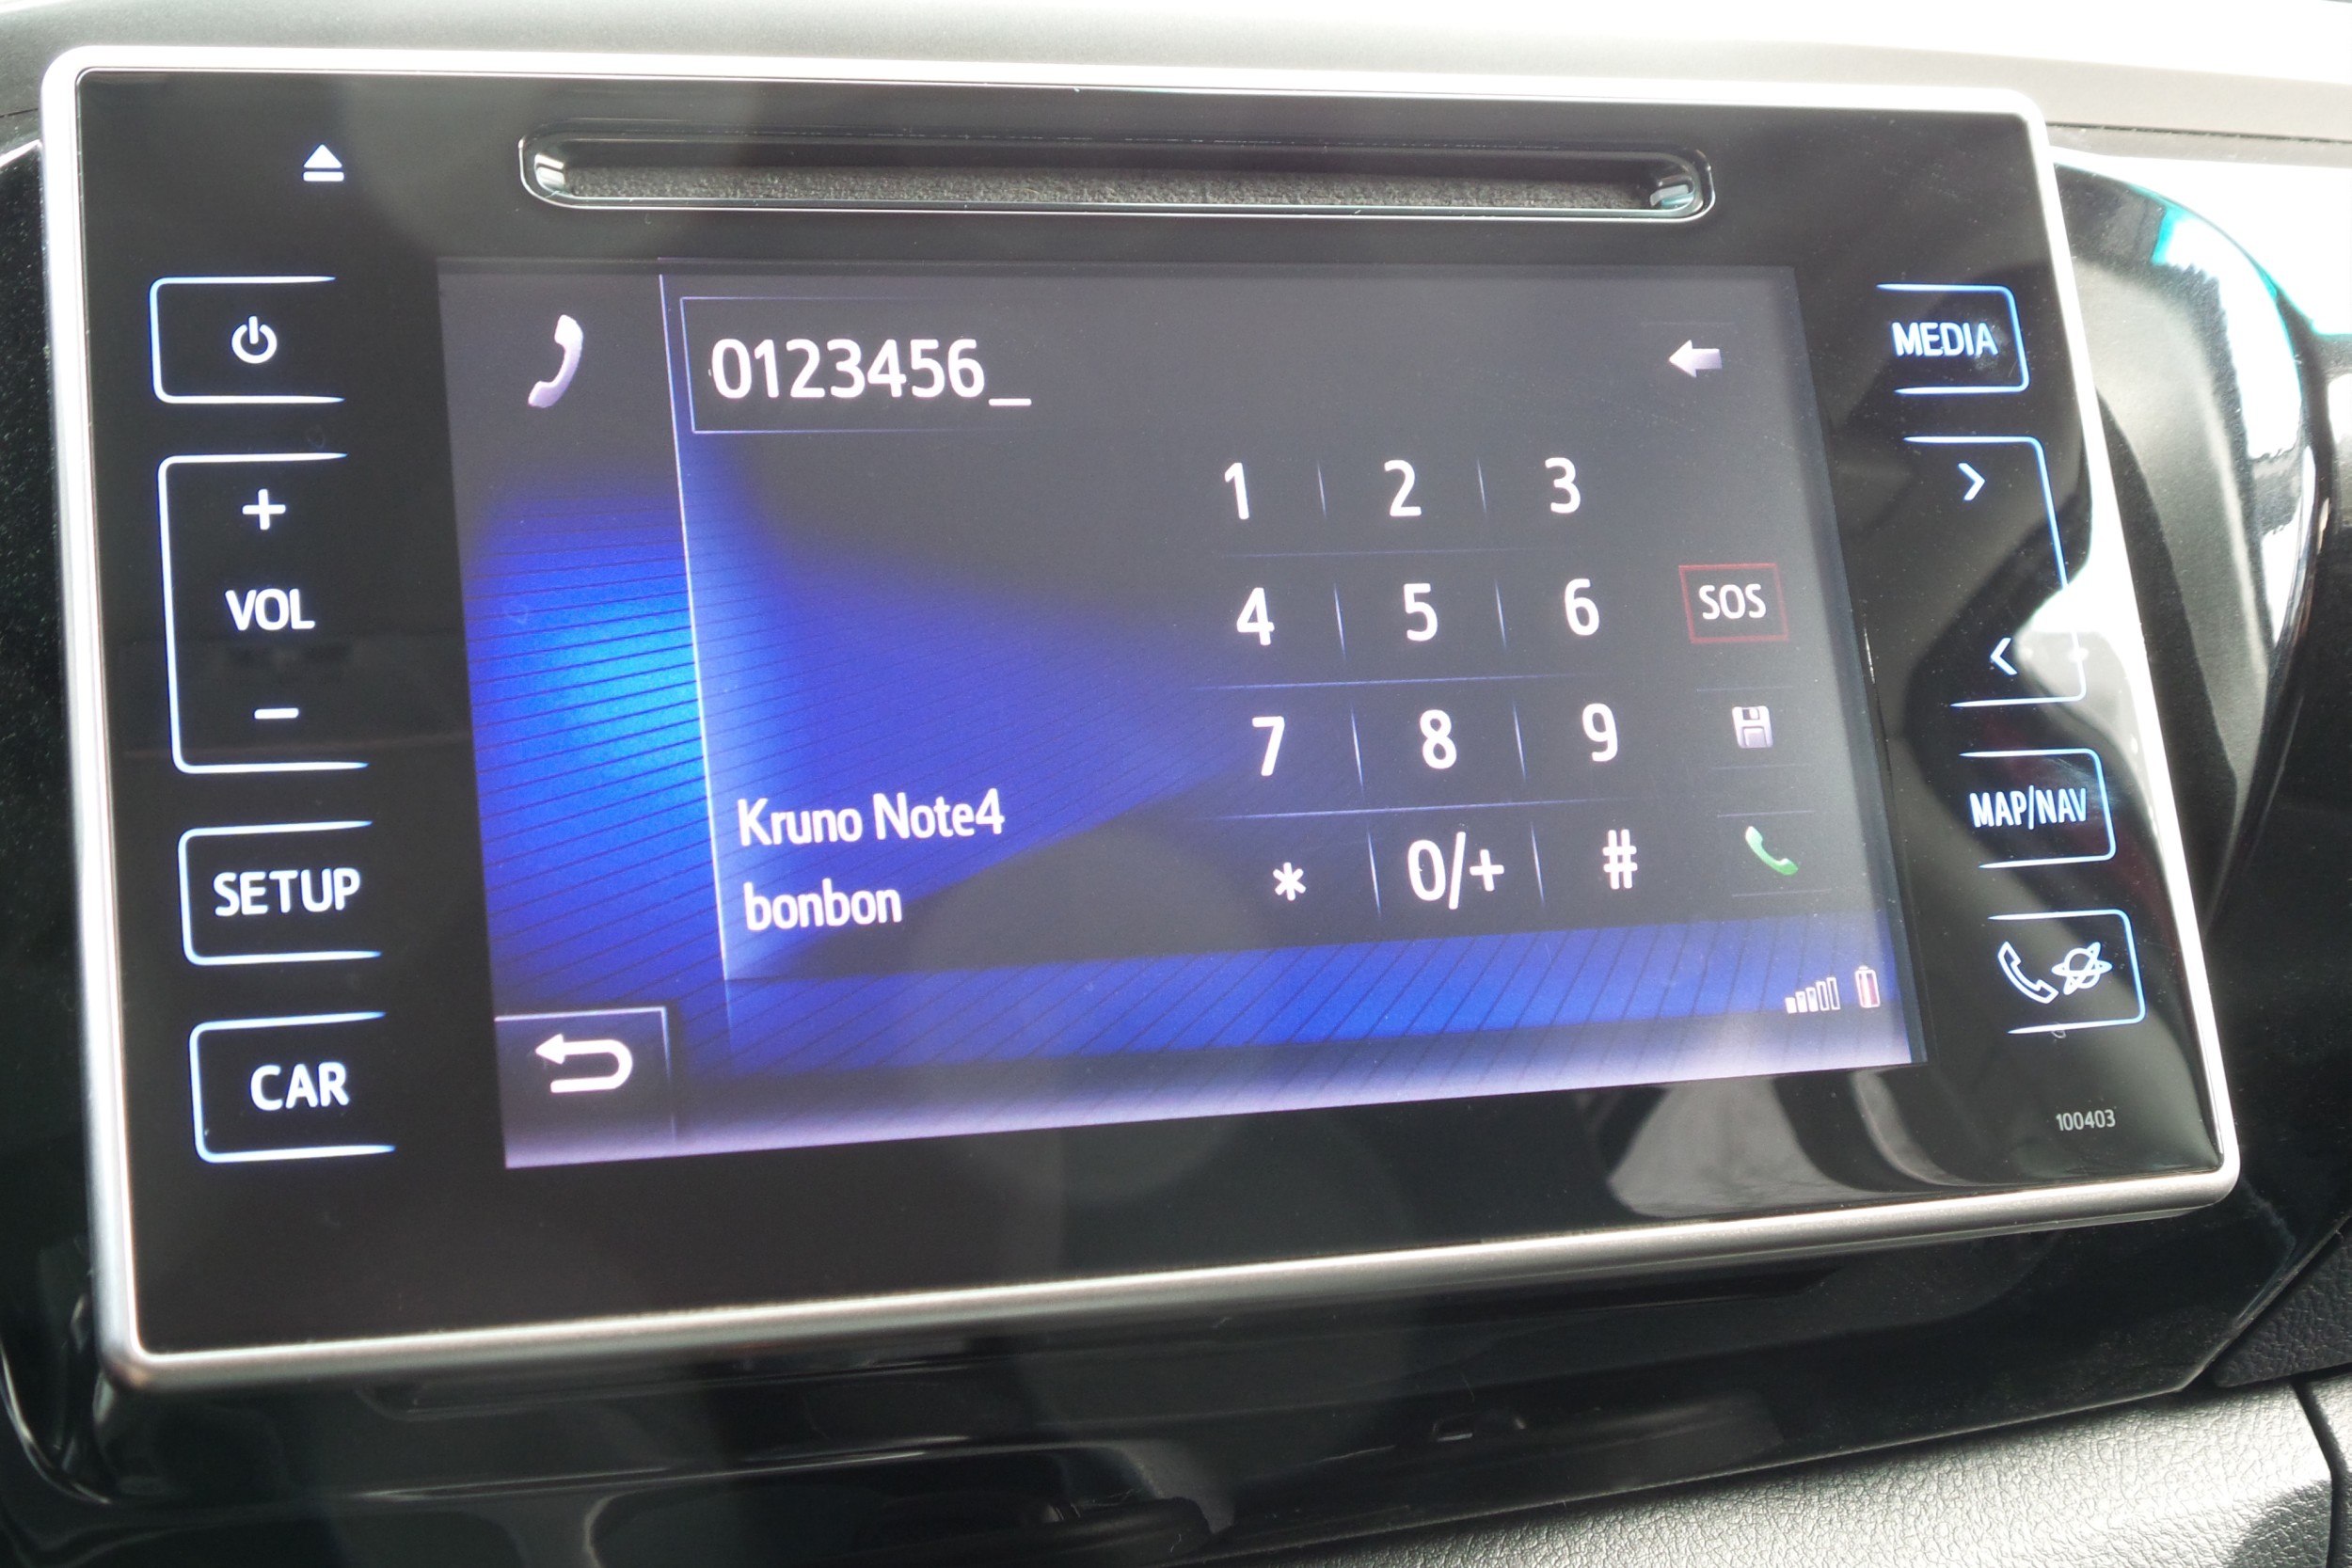 0123456_
MEDIA
1 2 3
VOL
4 5 6 SOS
7 8 9
Kruno Note4
MAP/NAV
* 0/+ #
SETUP
bonbon
CAR
100403